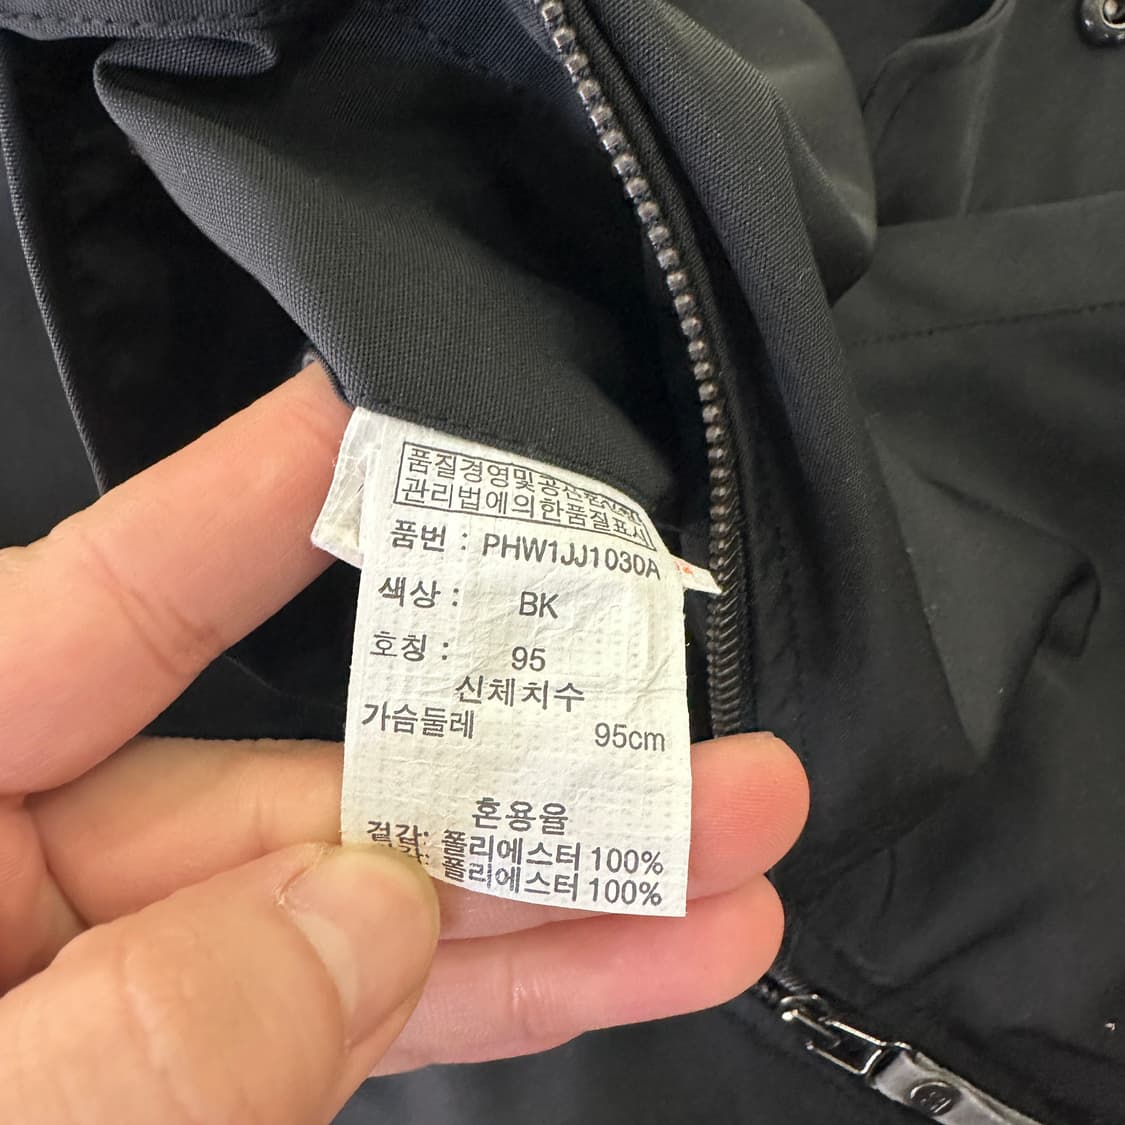 품질경영및공산품안전
관리법에의한품질표시
품번 : PHW1JJ1030A
색상 : BK
호칭 : 95
신체치수
가슴둘레 95cm
혼용율
겉감: 폴리에스터 100%
폴리에스터 100%